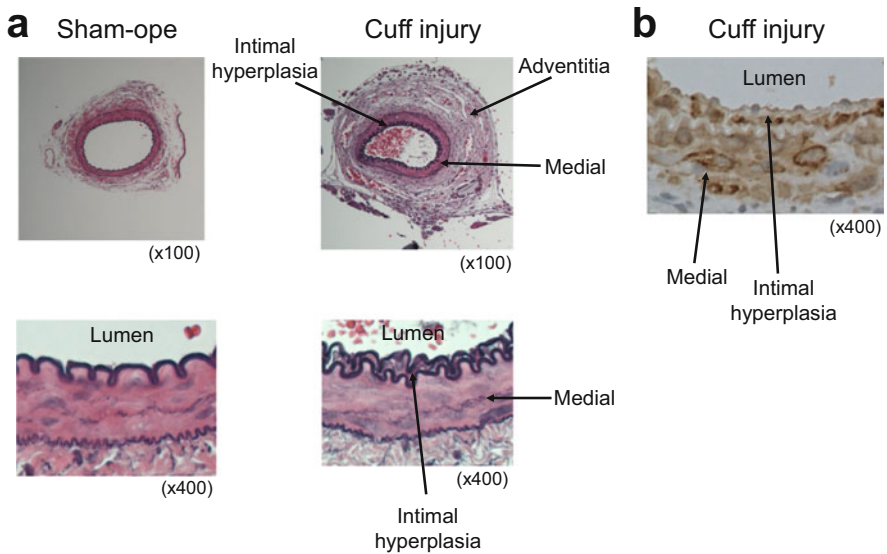 a
Sham-ope
Cuff injury
Intimal
hyperplasia
Adventitia
Medial
(x100)
(x100)
Lumen
Lumen
Medial
(x400)
(x400)
Intimal
hyperplasia
b
Cuff injury
Lumen
(x400)
Medial
Intimal
hyperplasia